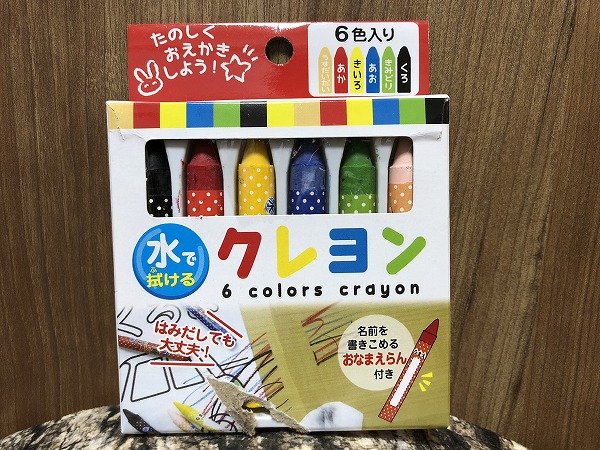 たのしく
おえかき
しよう!
6色入り
うすだいだい
あか
きいろ
あお
きみどり
くろ
水で
拭ける
ふ
クレヨン
6 colors crayon
はみだしても
大丈夫!
名前を
書きこめる
おなまえらん
付き